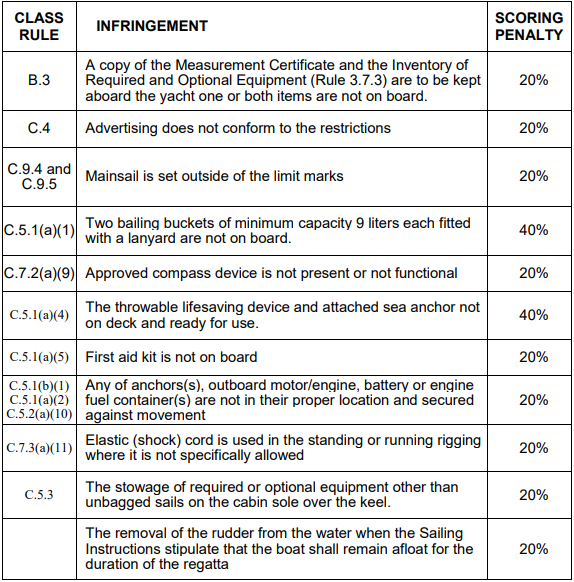 CLASS RULE INFRINGEMENT SCORING PENALTY
B.3 A copy of the Measurement Certificate and the Inventory of
Required and Optional Equipment (Rule 3.7.3) are to be kept
aboard the yacht one or both items are not on board. 20%
C.4 Advertising does not conform to the restrictions 20%
C.9.4 and
C.9.5 Mainsail is set outside of the limit marks 20%
C.5.1(a)(1) Two bailing buckets of minimum capacity 9 liters each fitted
with a lanyard are not on board. 40%
C.7.2(a)(9) Approved compass device is not present or not functional 20%
C.5.1(a)(4) The throwable lifesaving device and attached sea anchor not
on deck and ready for use. 40%
C.5.1(a)(5) First aid kit is not on board 20%
C.5.1(b)(1) Any of anchors(s), outboard motor/engine, battery or engine
C.5.1(a)(2) fuel container(s) are not in their proper location and secured 20%
C.5.2(a)(10) against movement
C.7.3(a)(11) Elastic (shock) cord is used in the standing or running rigging
where it is not specifically allowed 20%
C.5.3 The stowage of required or optional equipment other than
unbagged sails on the cabin sole over the keel. 20%
The removal of the rudder from the water when the Sailing
Instructions stipulate that the boat shall remain afloat for the
duration of the regatta 20%